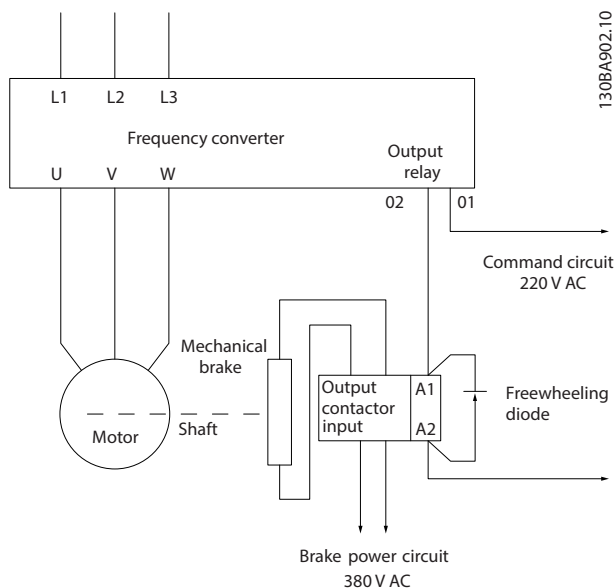 130BA902.10
L1 L2 L3
Frequency converter
U V W
Output
relay
02 01
Command circuit
220 V AC
Mechanical
brake
Output
contactor
input
A1
A2
Freewheeling
diode
Motor
Shaft
Brake power circuit
380 V AC